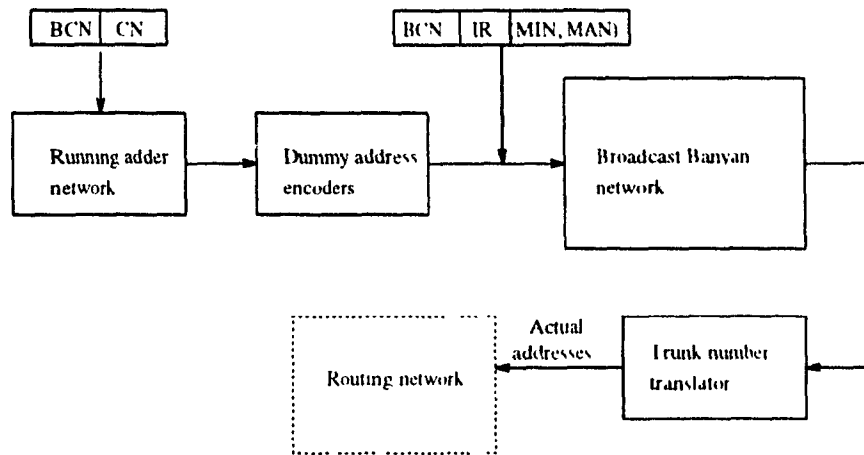 BCN CN
BCN IR (MIN, MAN)
Running adder
network
Dummy address
encoders
Broadcast Banyan
network
Routing network
Actual
addresses
Trunk number
translator